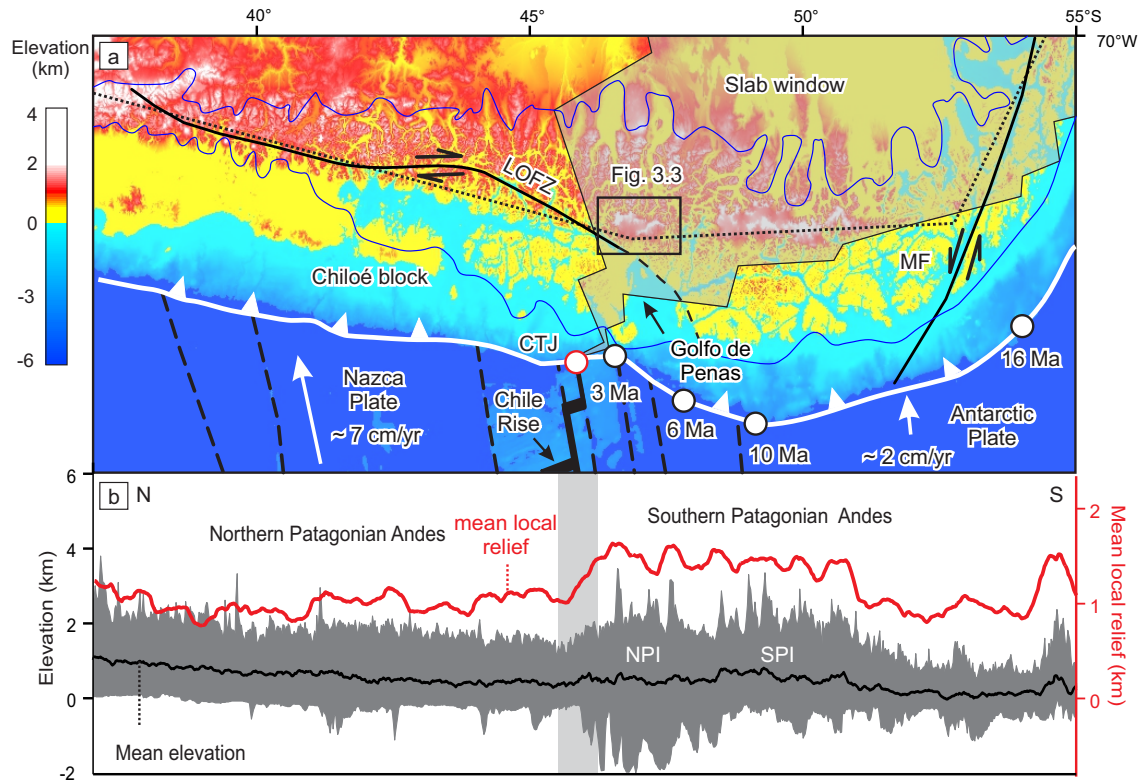 40°
45°
50°
55°S
70°W
Elevation
(km)
4
2
0
-3
-6
a
Slab window
LOFZ
Fig. 3.3
MF
Chiloé block
CTJ
Golfo de
Penas
Nazca
Plate
~ 7 cm/yr
Chile
Rise
3 Ma
6 Ma
10 Ma
16 Ma
~ 2 cm/yr
Antarctic
Plate
b
N
S
Northern Patagonian Andes
mean local
relief
Southern Patagonian Andes
NPI
SPI
Mean elevation
Elevation (km)
6
4
2
0
-2
Mean local
relief (km)
2
1
0